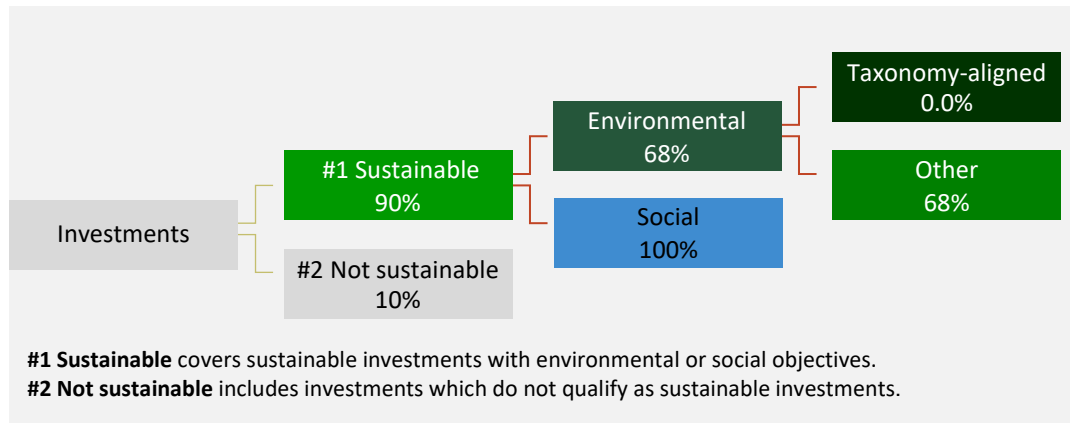 Taxonomy-aligned
0.0%
Environmental
68%
#1 Sustainable
90%
Other
68%
Social
100%
Investments
#2 Not sustainable
10%
#1 Sustainable covers sustainable investments with environmental or social objectives.
#2 Not sustainable includes investments which do not qualify as sustainable investments.